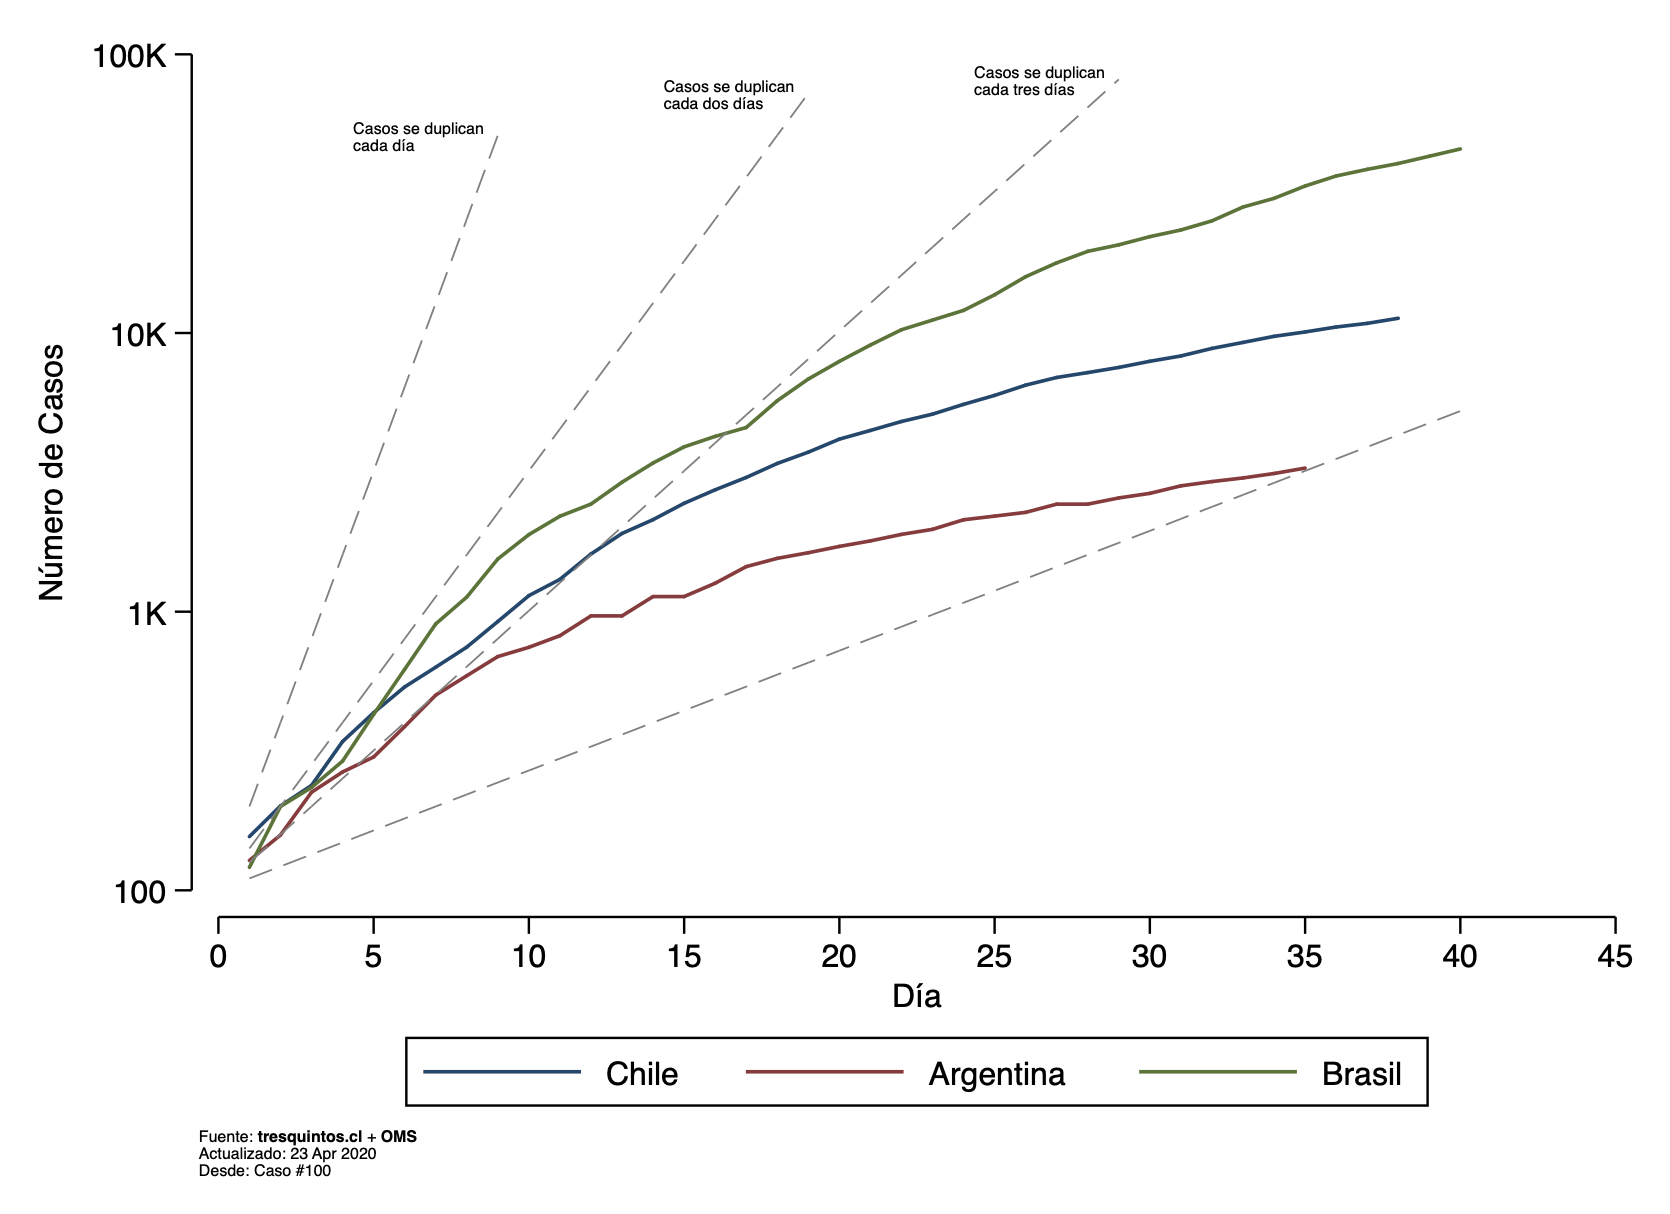 100K
10K
1K
100
Número de Casos
Casos se duplican
cada día
Casos se duplican
cada dos días
Casos se duplican
cada tres días
0 5 10 15 20 25 30 35 40 45
Día
Chile Argentina Brasil
Fuente: tresquintos.cl + OMS
Actualizado: 23 Apr 2020
Desde: Caso #100